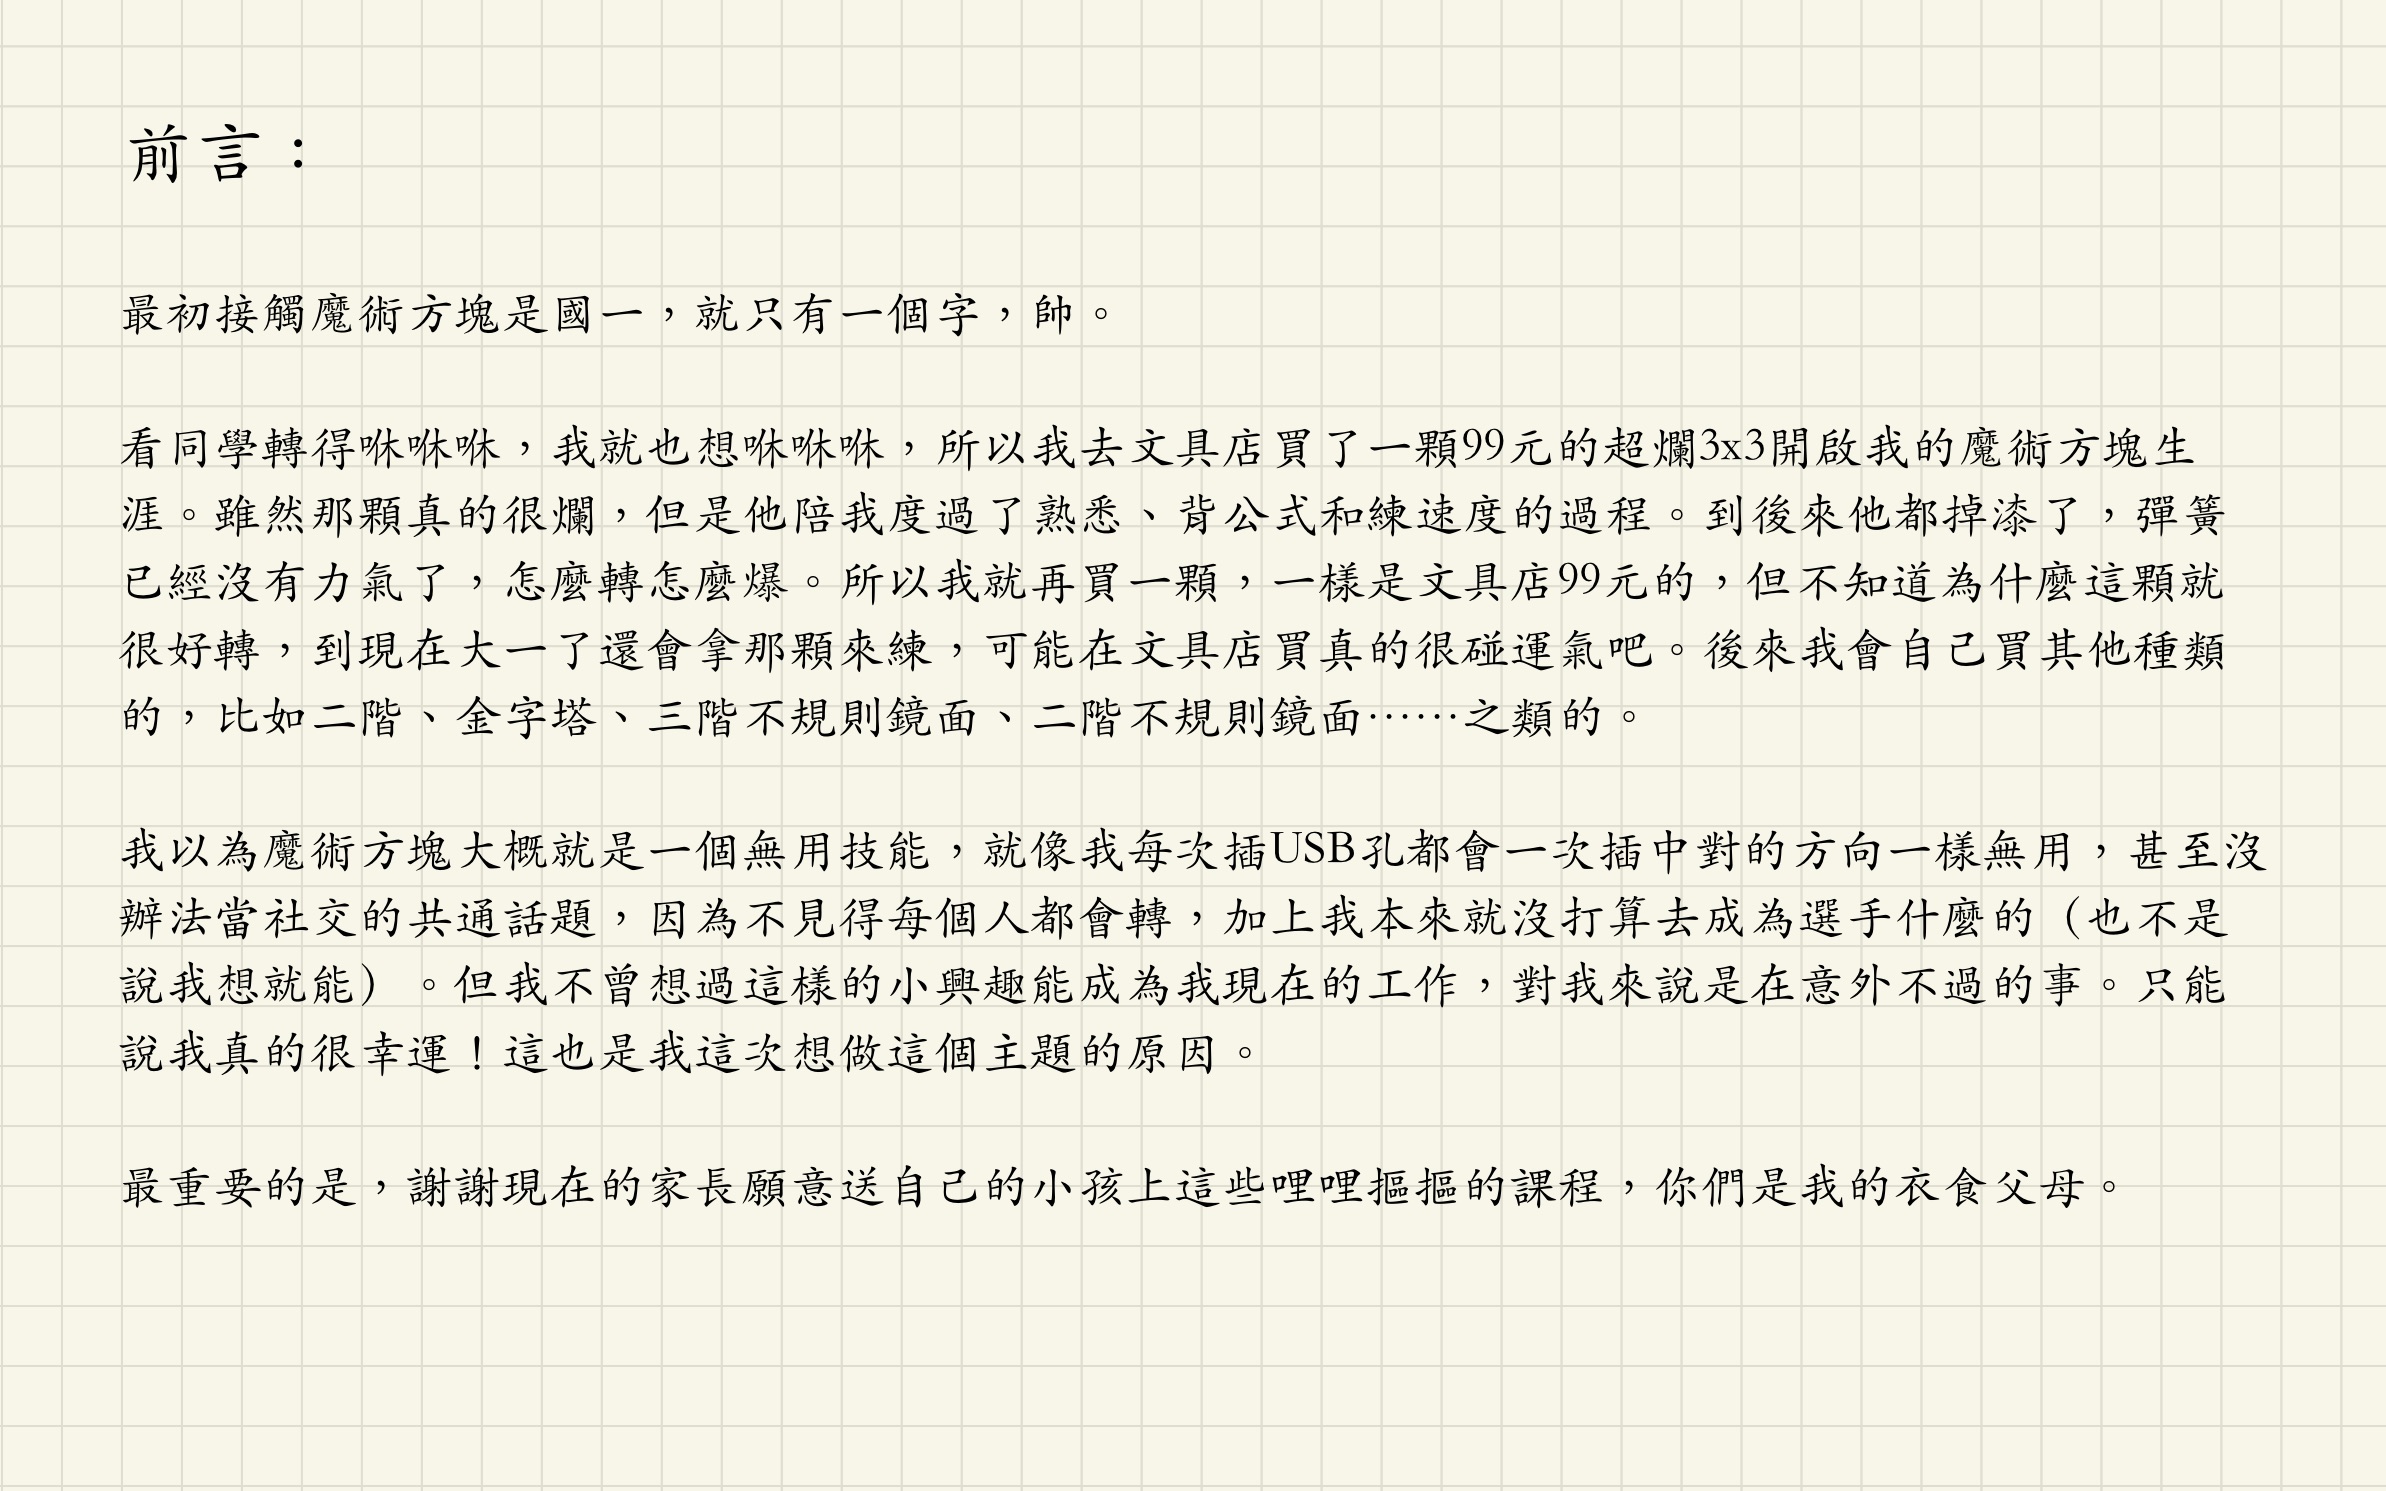 前言：
最初接觸魔術方塊是國一，就只有一個字，帥。
看同學轉得咻咻咻，我就也想咻咻咻，所以我去文具店買了一顆99元的超爛3x3開啟我的魔術方塊生
涯。雖然那顆真的很爛，但是他陪我度過了熟悉、背公式和練速度的過程。到後來他都掉漆了，彈簧
已經沒有力氣了，怎麼轉怎麼爆。所以我就再買一顆，一樣是文具店99元的，但不知道為什麼這顆就
很好轉，到現在大一了還會拿那顆來練，可能在文具店買真的很碰運氣吧。後來我會自己買其他種類
的，比如二階、金字塔、三階不規則鏡面、二階不規則鏡面⋯⋯之類的。
我以為魔術方塊大概就是一個無用技能，就像我每次插USB孔都會一次插中對的方向一樣無用，甚至沒
辦法當社交的共通話題，因為不見得每個人都會轉，加上我本來就沒打算去成為選手什麼的（也不是
說我想就能）。但我不曾想過這樣的小興趣能成為我現在的工作，對我來說是在意外不過的事。只能
說我真的很幸運！這也是我這次想做這個主題的原因。
最重要的是，謝謝現在的家長願意送自己的小孩上這些哩哩摳摳的課程，你們是我的衣食父母。